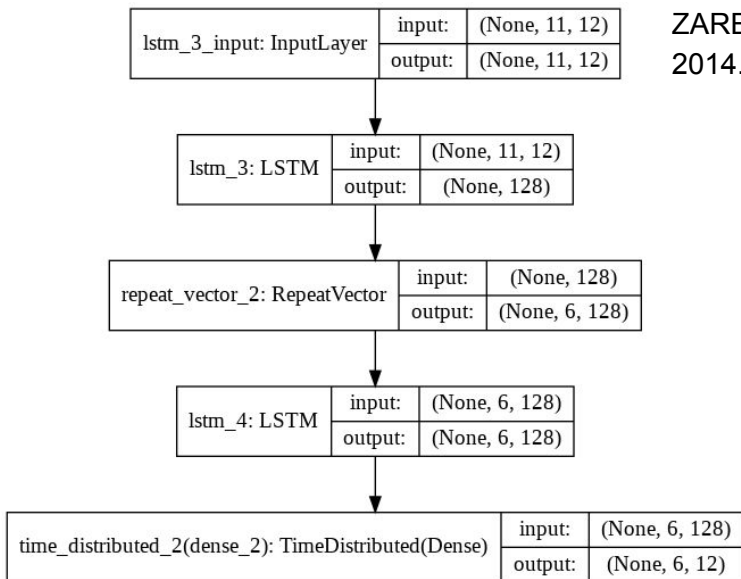 lstm_3_input: InputLayer
input: (None, 11, 12)
output: (None, 11, 12)
2014.
lstm_3: LSTM
input: (None, 11, 12)
output: (None, 128)
repeat_vector_2: RepeatVector
input: (None, 128)
output: (None, 6, 128)
lstm_4: LSTM
input: (None, 6, 128)
output: (None, 6, 128)
time_distributed_2(dense_2): TimeDistributed(Dense)
input: (None, 6, 128)
output: (None, 6, 12)